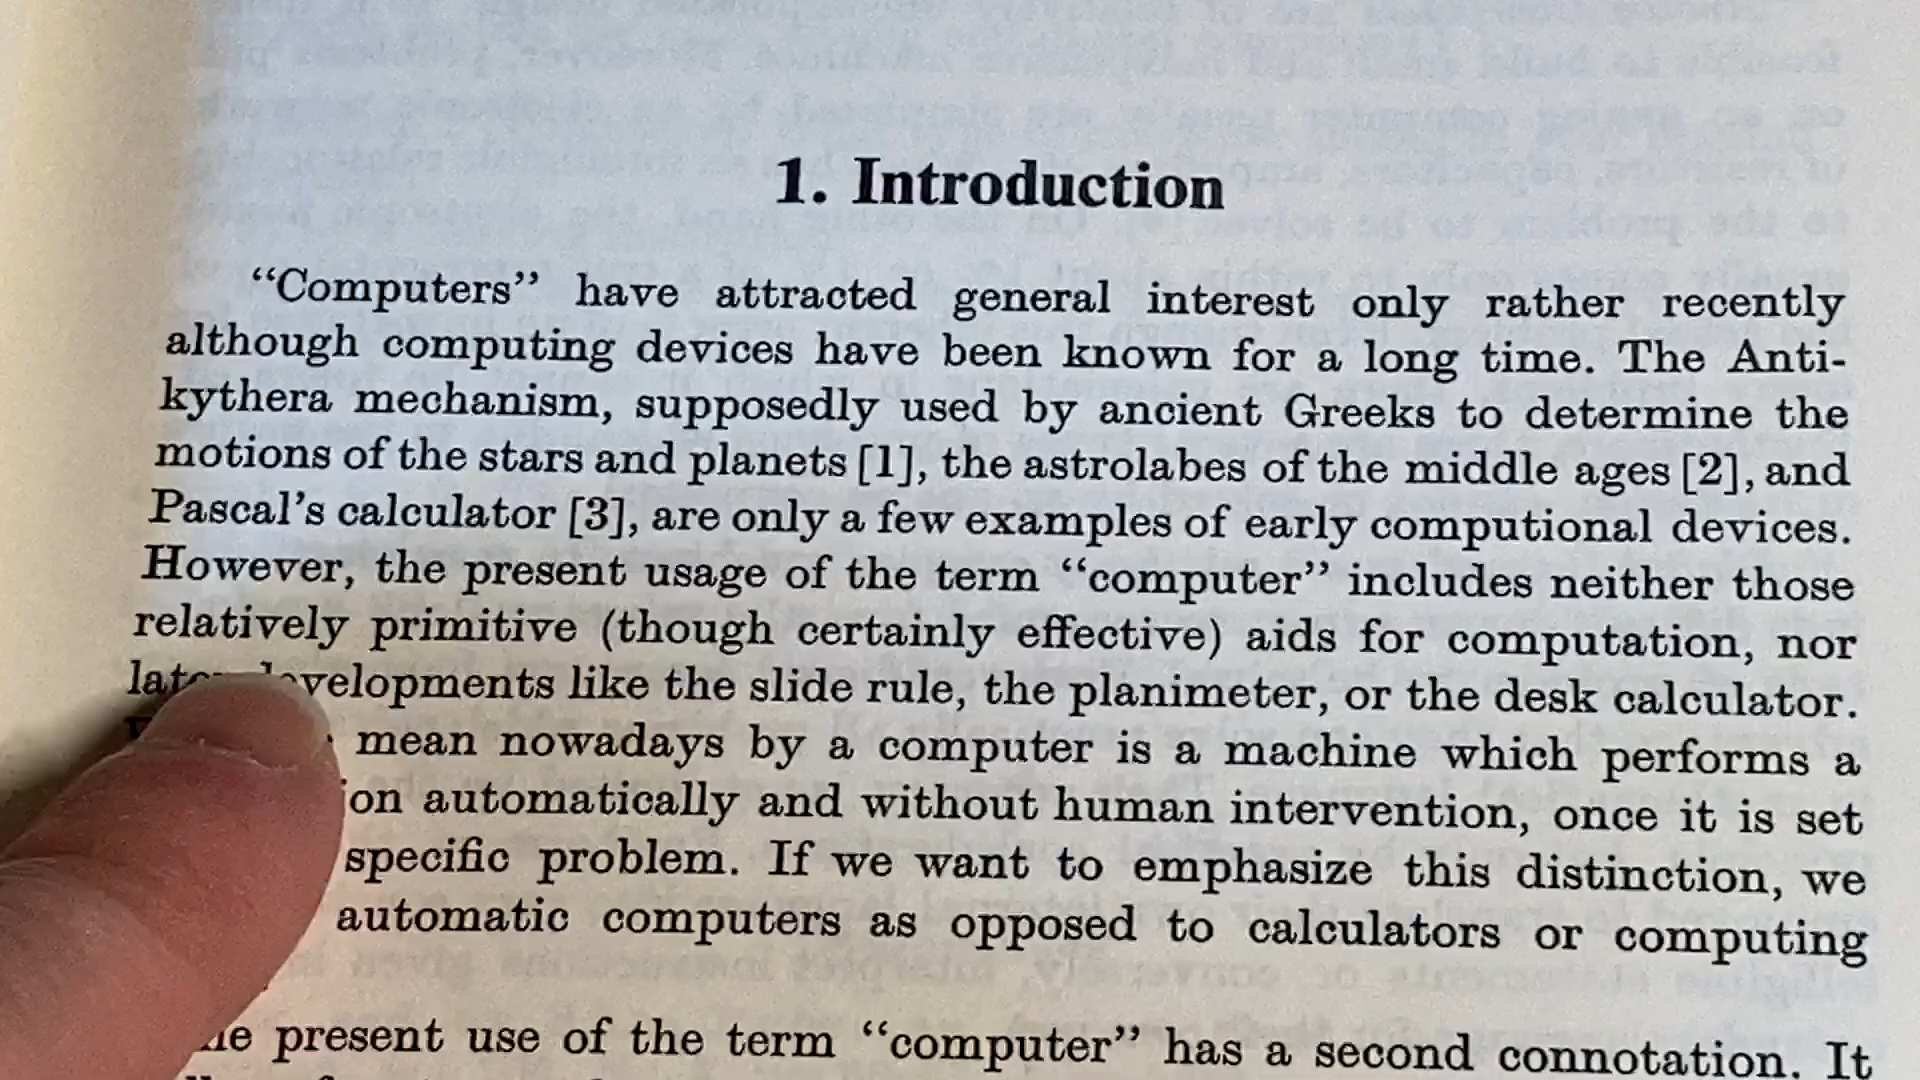 1. Introduction
“Computers” have attracted general interest only rather recently
although computing devices have been known for a long time. The Anti-
kythera mechanism, supposedly used by ancient Greeks to determine the
motions of the stars and planets [1], the astrolabes of the middle ages [2], and
Pascal’s calculator [3], are only a few examples of early computional devices.
However, the present usage of the term “computer” includes neither those
relatively primitive (though certainly effective) aids for computation, nor
later developments like the slide rule, the planimeter, or the desk calculator.
mean nowadays by a computer is a machine which performs a
automatically and without human intervention, once it is set
specific problem. If we want to emphasize this distinction, we
automatic computers as opposed to calculators or computing
present use of the term “computer” has a second connotation. It